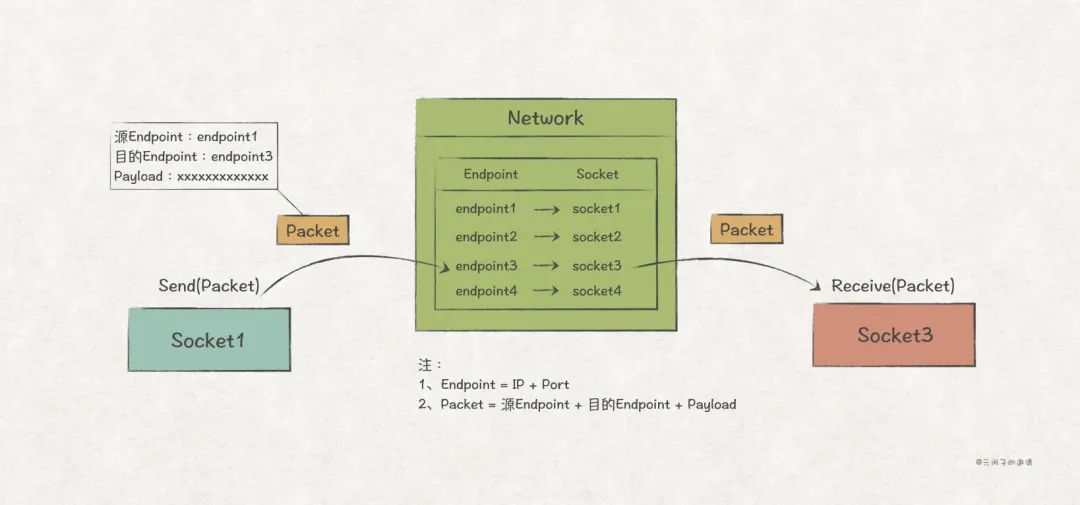 Network
源Endpoint：endpoint1
目的Endpoint：endpoint3
Payload：xxxxxxxxxxxxx
Endpoint Socket
endpoint1 socket1
endpoint2 socket2
endpoint3 socket3
endpoint4 socket4
Packet
Packet
Send(Packet)
Receive(Packet)
Socket1
Socket3
注：
1、Endpoint = IP + Port
2、Packet = 源Endpoint + 目的Endpoint + Payload
@元闰子的邀请